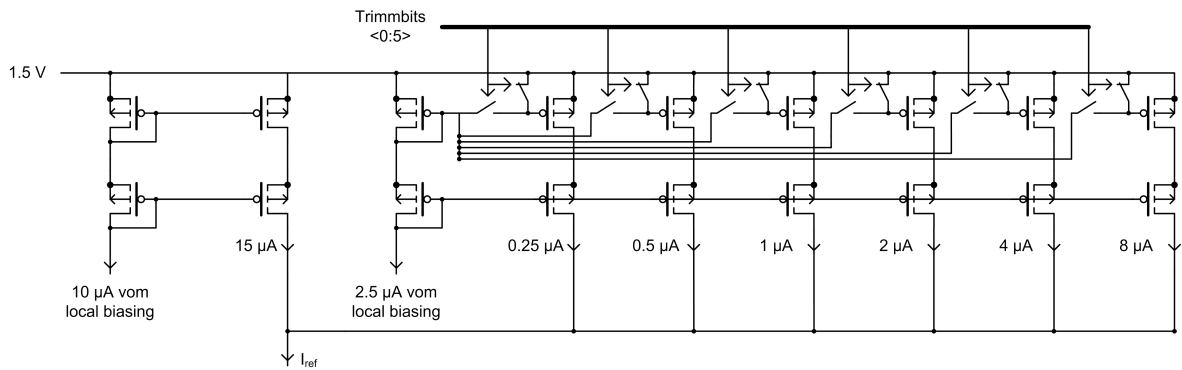 Trimmbits
<0:5>
1.5 V
15 µA
0.25 µA
0.5 µA
1 µA
2 µA
4 µA
8 µA
10 µA vom
local biasing
2.5 µA vom
local biasing
Iref